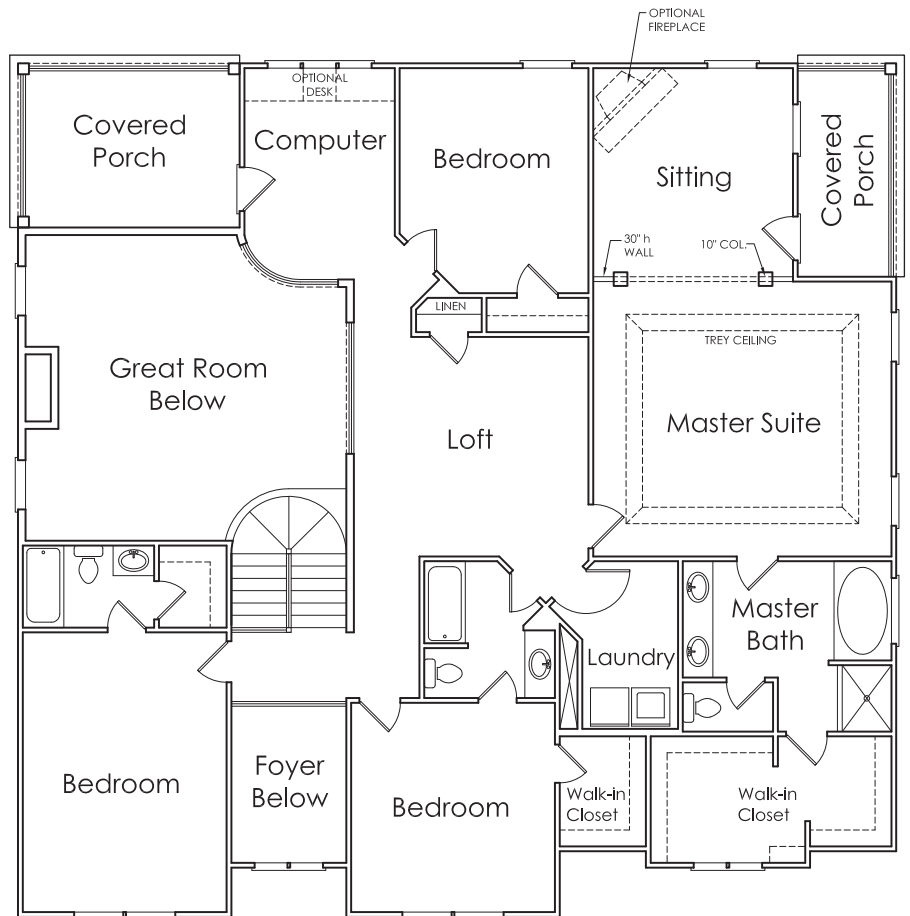 OPTIONAL
FIREPLACE
OPTIONAL
DESK
Covered
Porch
Computer
Bedroom
Sitting
Covered
Porch
30" h
WALL
10" COL.
LINEN
TREY CEILING
Great Room
Below
Loft
Master Suite
Master
Bath
Laundry
Bedroom
Foyer
Below
Bedroom
Walk-in
Closet
Walk-in
Closet